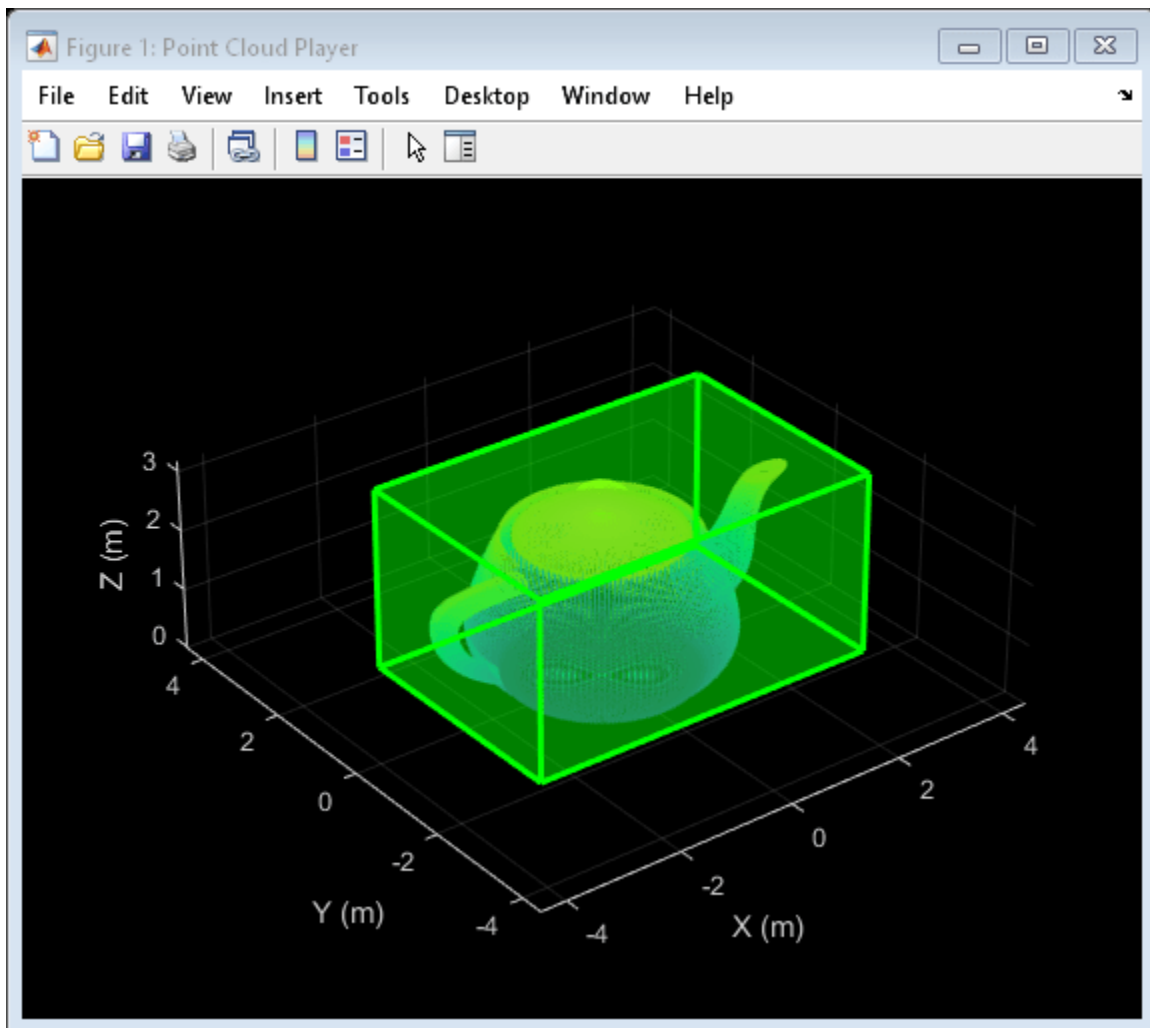 Figure 1: Point Cloud Player
File Edit View Insert Tools Desktop Window Help
3
2
1
0
Z (m)
4
2
0
-2
-4
Y (m)
-4
-2
0
2
4
X (m)